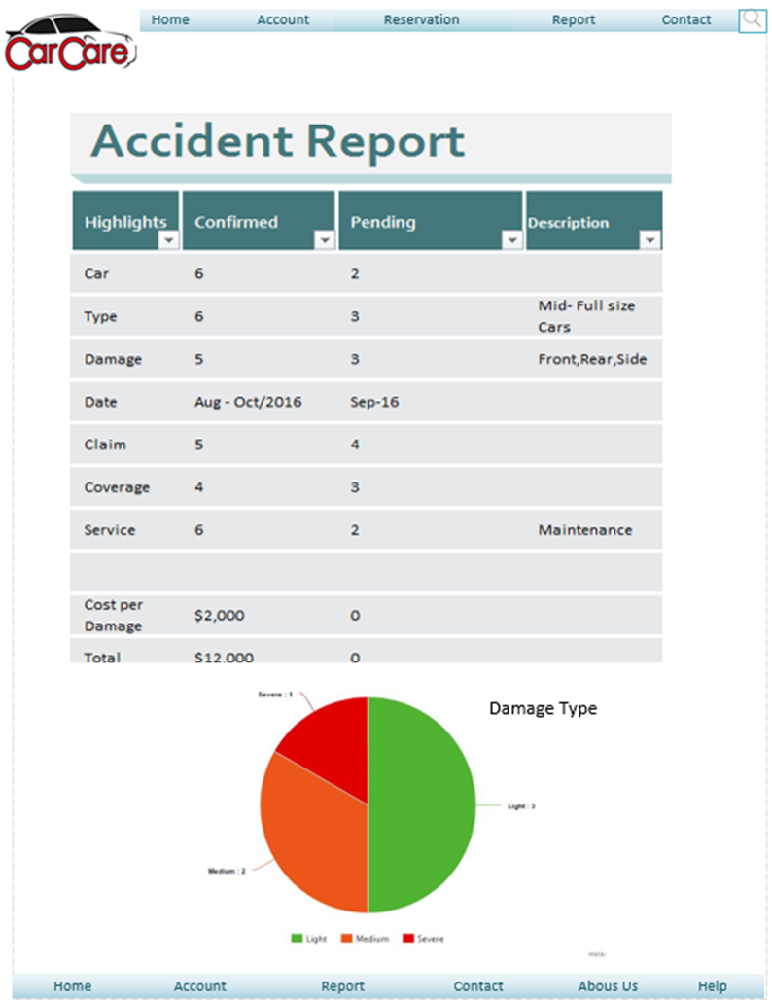 Home Account Reservation Report Contact
CarCare
Accident Report
Highlights Confirmed Pending Description
Car 6 2
Type 6 3 Mid- Full size
Cars
Damage 5 3 Front,Rear,Side
Date Aug - Oct/2016 Sep-16
Claim 5 4
Coverage 4 3
Service 6 2 Maintenance
Cost per
Damage $2,000 0
Total $12,000 0
Damage Type
Severe : 1
Light : 3
Medium : 2
Light Medium Severe
Home Account Report Contact Abous Us Help